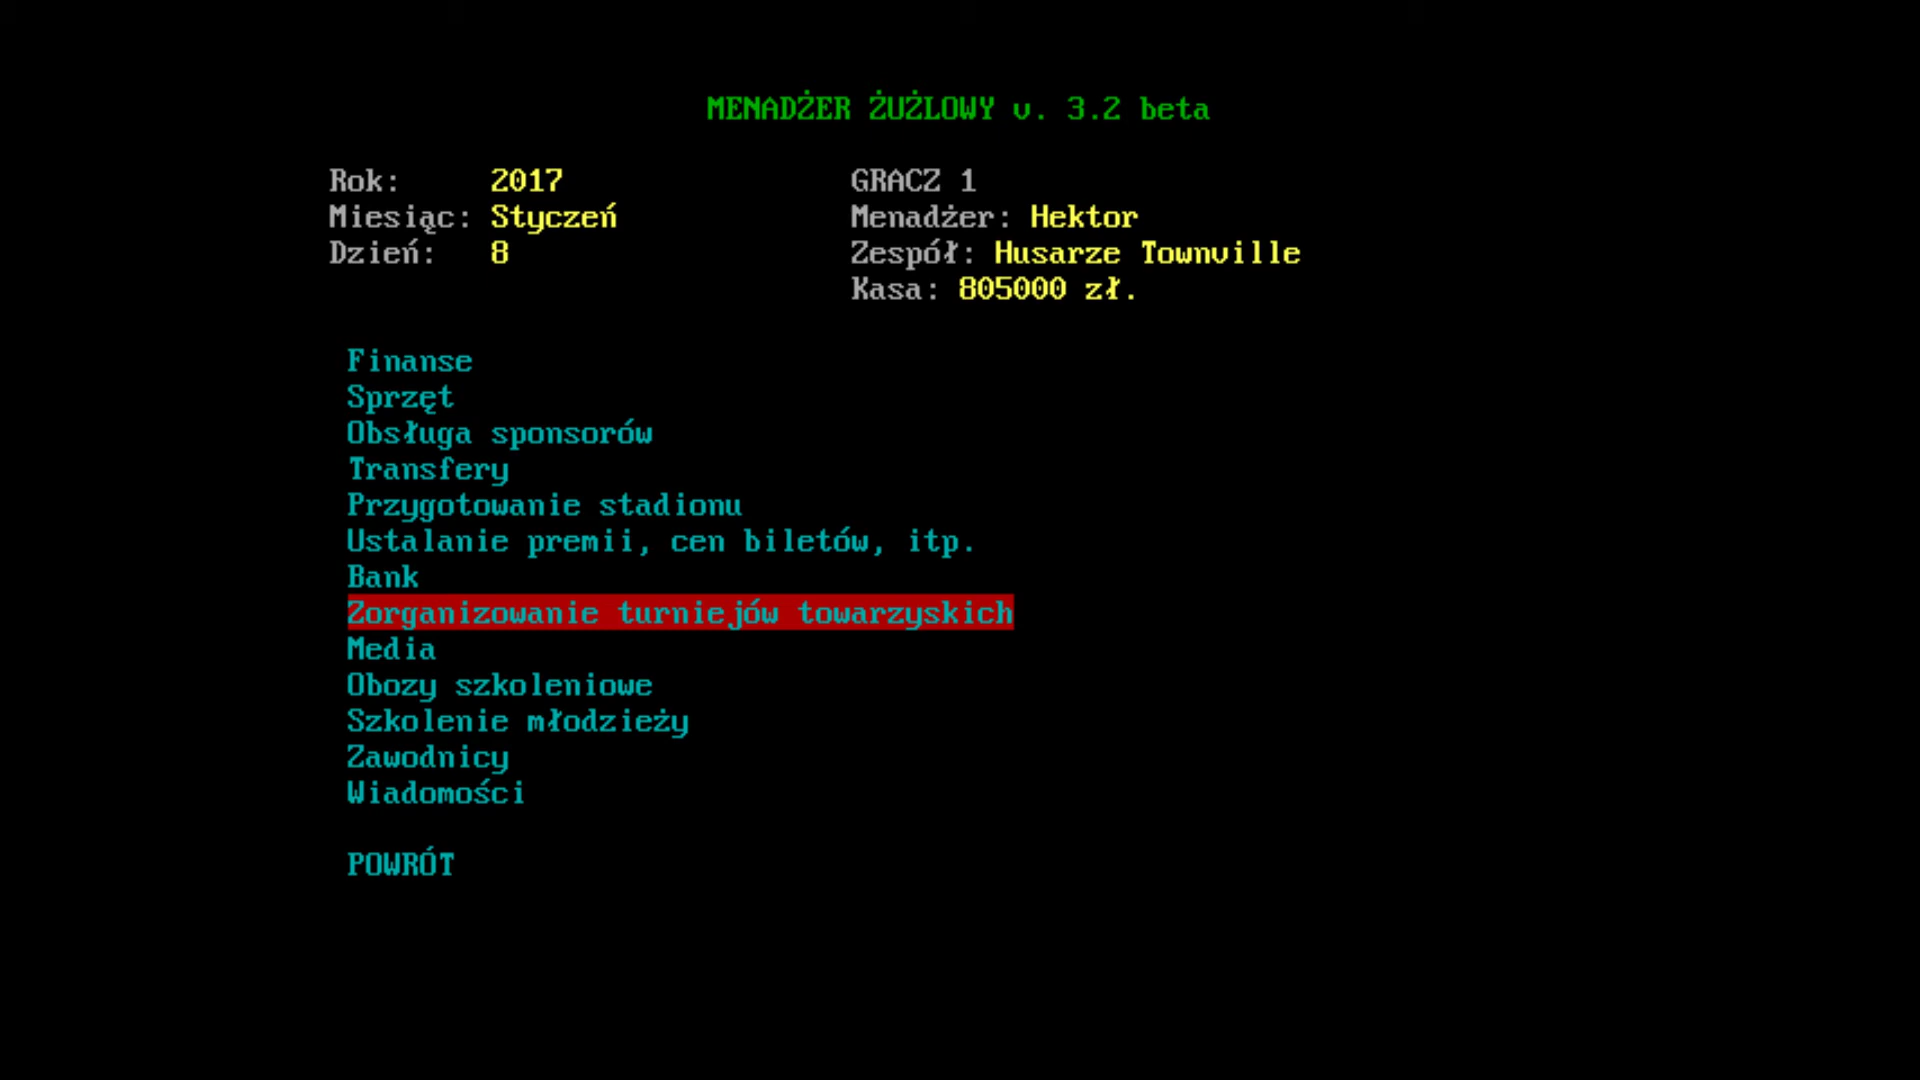 MENADŻER ŻUŻLOWY v. 3.2 beta
Rok: 2017
Miesiąc: Styczeń
Dzień: 8
GRACZ 1
Menadżer: Hektor
Zespół: Husarze Townville
Kasa: 805000 zł.
Finanse
Sprzęt
Obsługa sponsorów
Transfery
Przygotowanie stadionu
Ustalanie premii, cen biletów, itp.
Bank
Zorganizowanie turniejów towarzyskich
Media
Obozy szkoleniowe
Szkolenie młodzieży
Zawodnicy
Wiadomości
POWRÓT